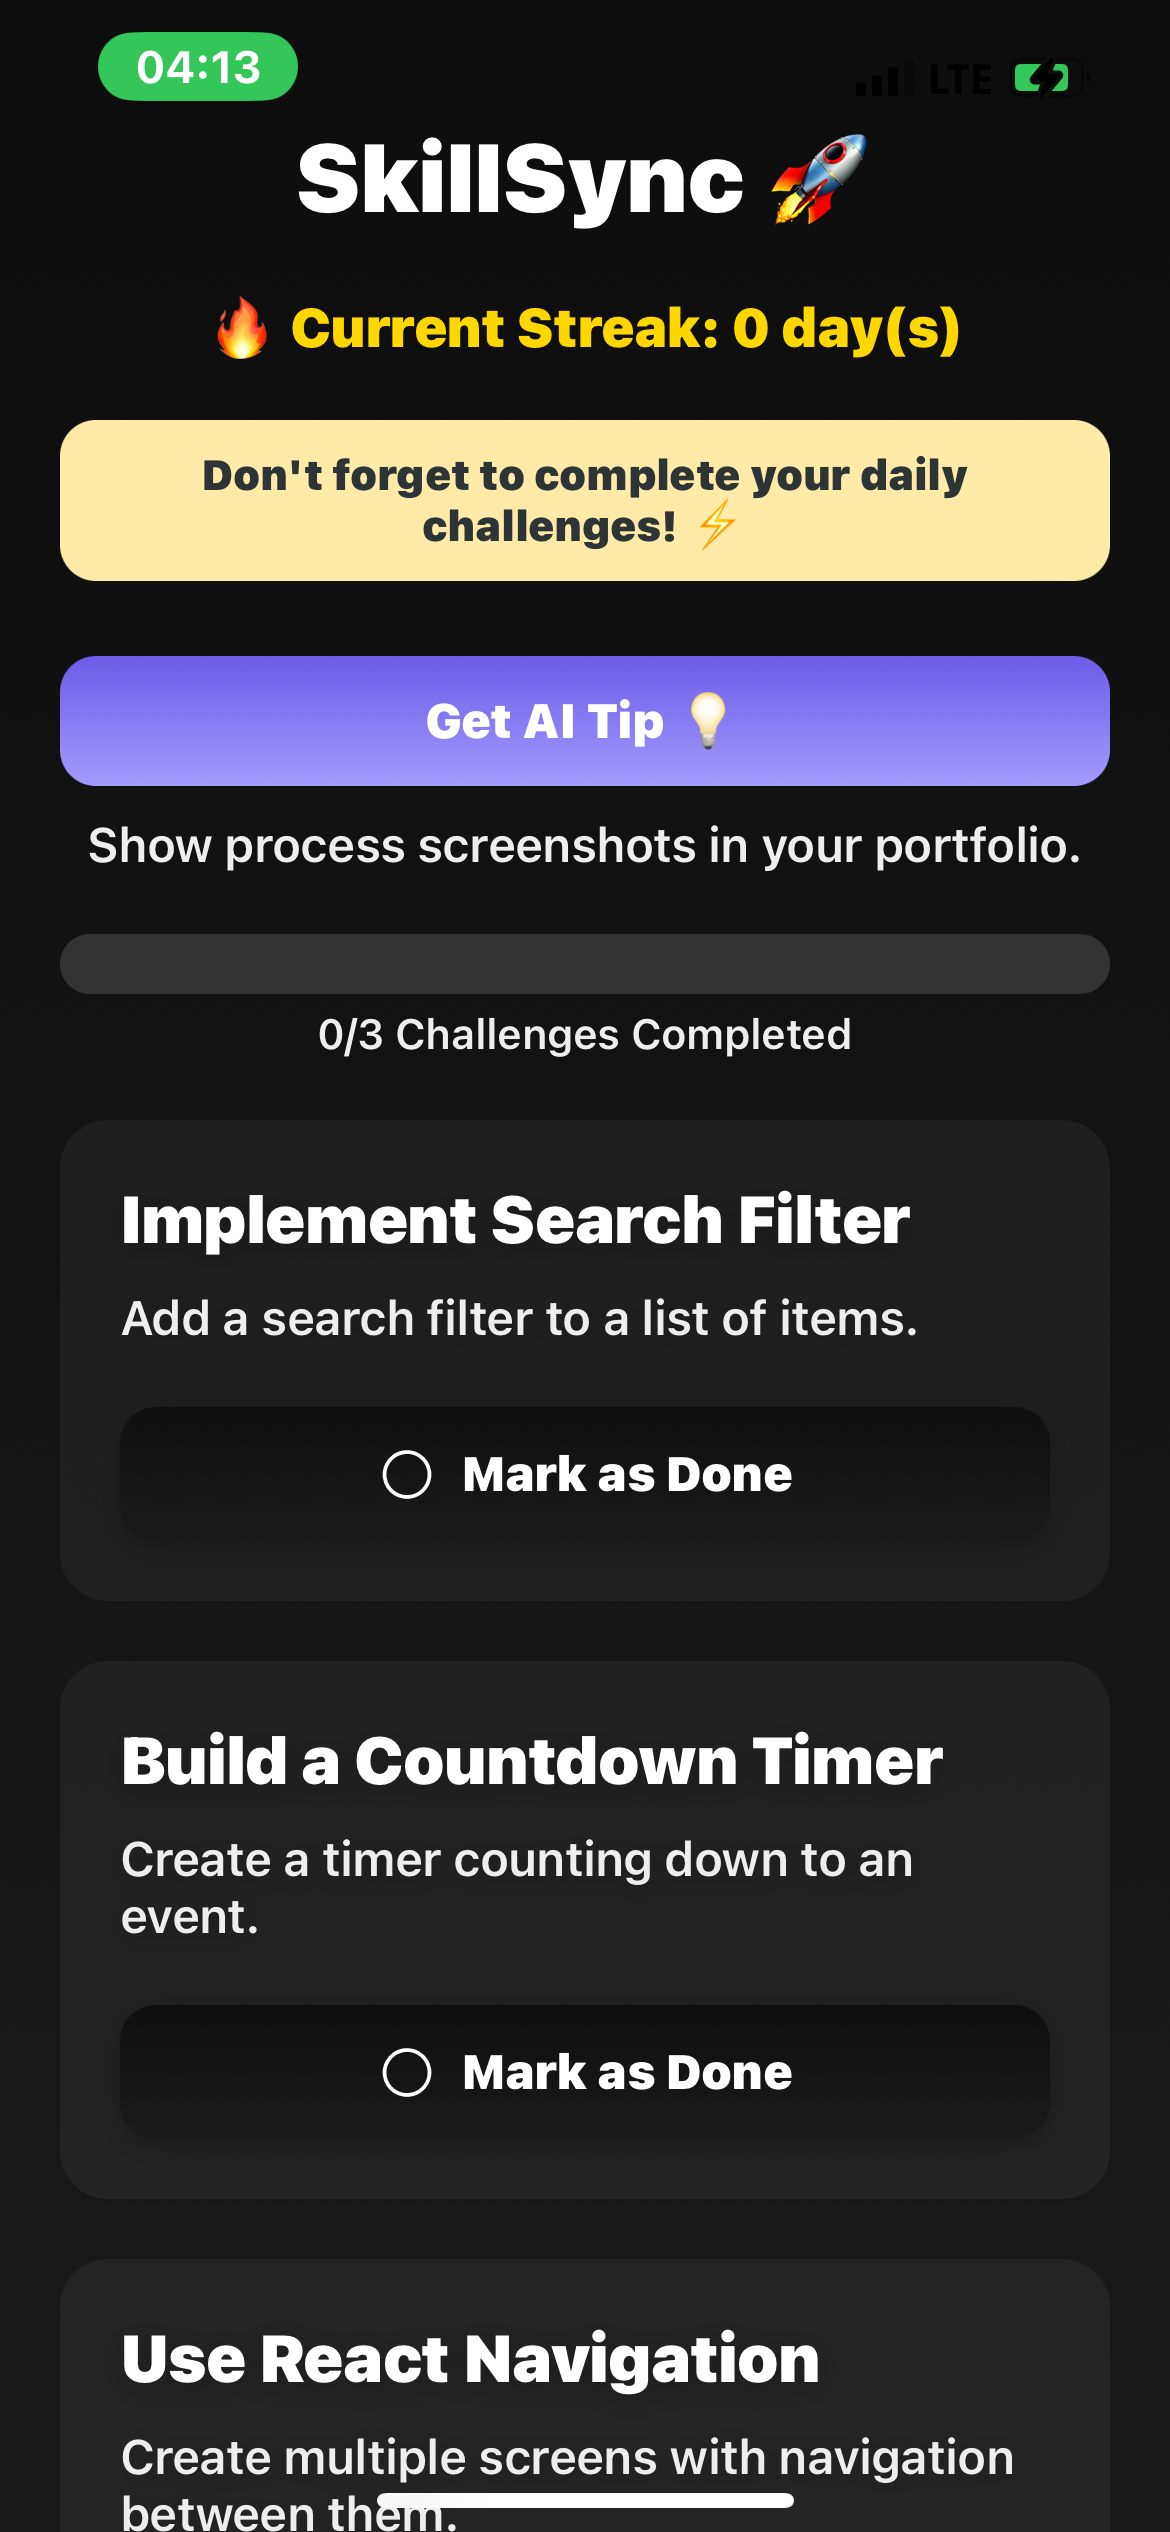 04:13
LTE
SkillSync 🚀
🔥 Current Streak: 0 day(s)
Don't forget to complete your daily
challenges! ⚡
Get AI Tip 💡
Show process screenshots in your portfolio.
0/3 Challenges Completed
Implement Search Filter
Add a search filter to a list of items.
Mark as Done
Build a Countdown Timer
Create a timer counting down to an
event.
Mark as Done
Use React Navigation
Create multiple screens with navigation
between them.